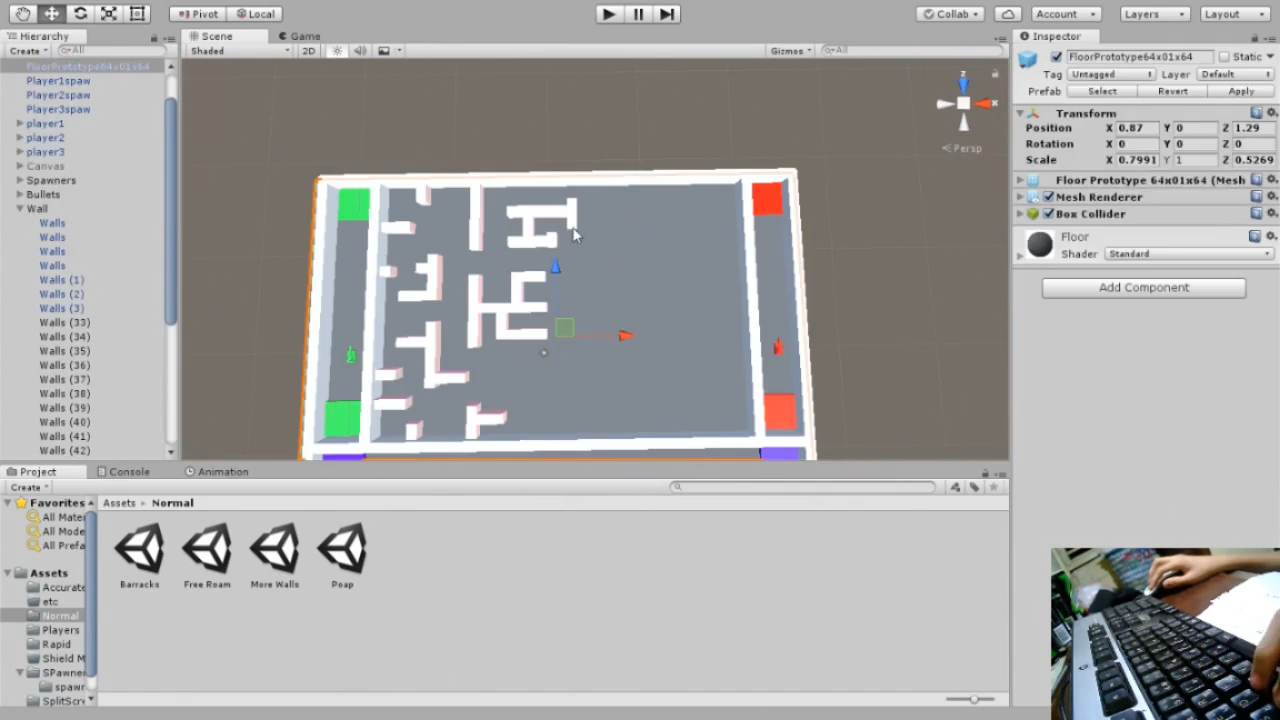 Pivot Local Collab Account Layers Layout
Hierarchy Scene Game Inspector
Create All Shaded 2D Gizmos All
FloorPrototype64x01x64 FloorPrototype64x01x64 Static
Player1spaw Tag Untagged Layer Default
Player2spaw Prefab Select Revert Apply
Player3spaw Transform
player1 Position X 0.87 Y 0 Z 1.29
player2 Rotation X 0 Y 0 Z 0
player3 Persp Scale X 0.7991 Y 1 Z 0.5269
Canvas
Spawners Floor Prototype 64x01x64 (Mesh
Bullets Mesh Renderer
Wall Box Collider
Walls Floor
Walls Shader Standard
Walls
Walls
Walls (1) Add Component
Walls (2)
Walls (3)
Walls (33)
Walls (34)
Walls (35)
Walls (36)
Walls (37)
Walls (38)
Walls (39)
Walls (40)
Walls (41)
Walls (42)
Project Console Animation
Create
Favorites Assets Normal
All Mate
All Mode
All Prefa
Assets Barracks Free Roam More Walls Poap
Accurate
etc
Normal
Players
Rapid
Shield M
SPawne
spawr
SplitScr
z
x